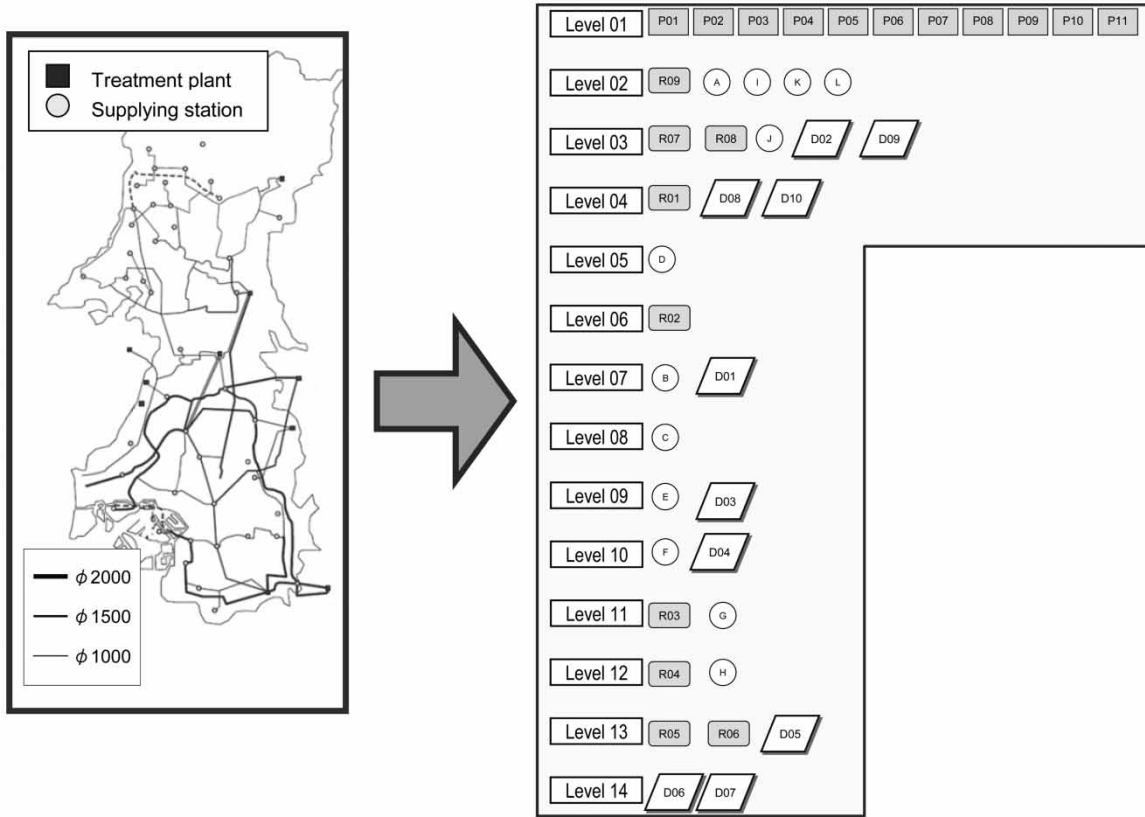 Treatment plant
Supplying station
ϕ 2000
ϕ 1500
ϕ 1000
Level 01 P01 P02 P03 P04 P05 P06 P07 P08 P09 P10 P11
Level 02 R09 A I K L
Level 03 R07 R08 J D02 D09
Level 04 R01 D08 D10
Level 05 D
Level 06 R02
Level 07 B D01
Level 08 C
Level 09 E D03
Level 10 F D04
Level 11 R03 G
Level 12 R04 H
Level 13 R05 R06 D05
Level 14 D06 D07